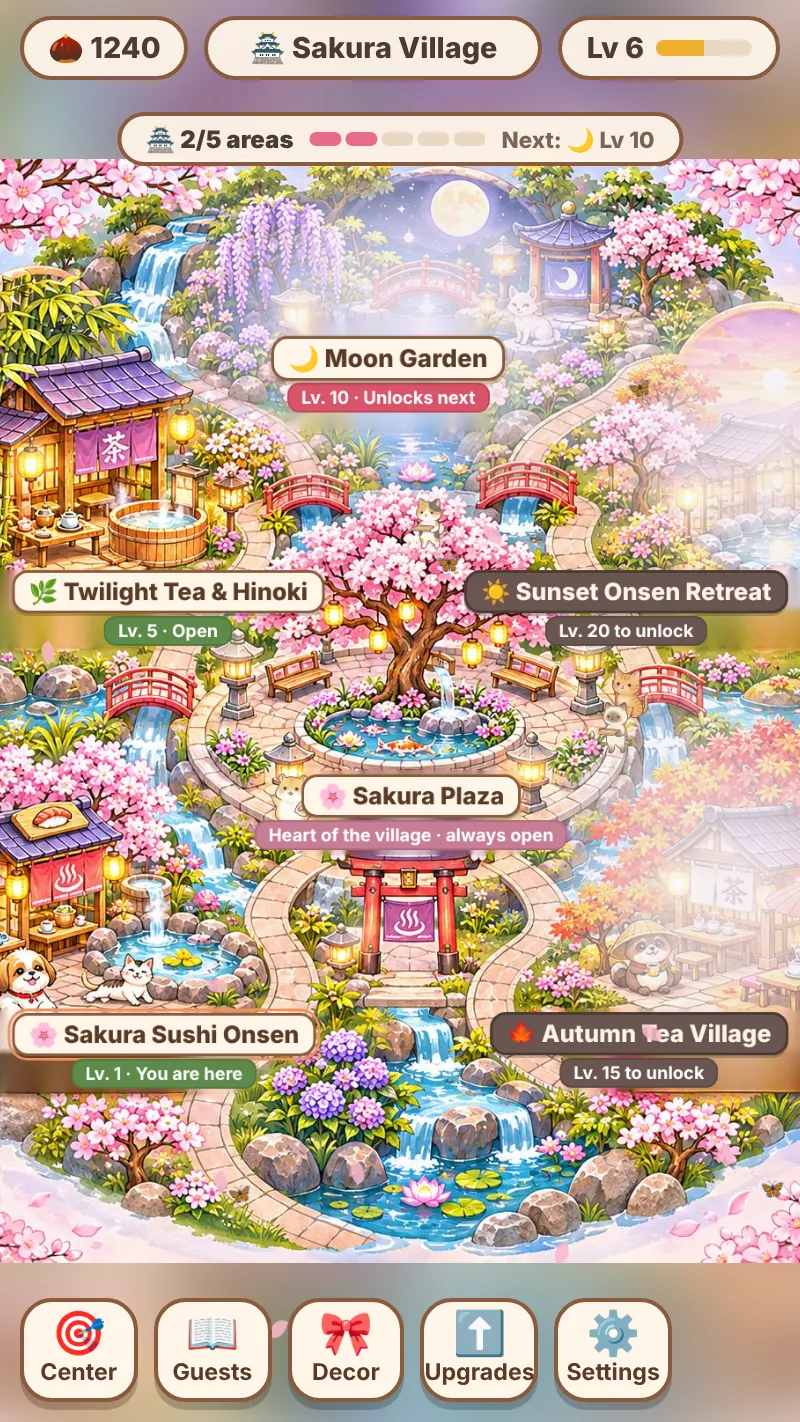 1240
Sakura Village
Lv 6
2/5 areas
Next: 🌙 Lv 10
Moon Garden
Lv. 10 · Unlocks next
茶
Twilight Tea & Hinoki
Lv. 5 · Open
Sunset Onsen Retreat
Lv. 20 to unlock
Sakura Plaza
Heart of the village · always open
茶
Sakura Sushi Onsen
Lv. 1 · You are here
Autumn Tea Village
Lv. 15 to unlock
Center
Guests
Decor
Upgrades
Settings